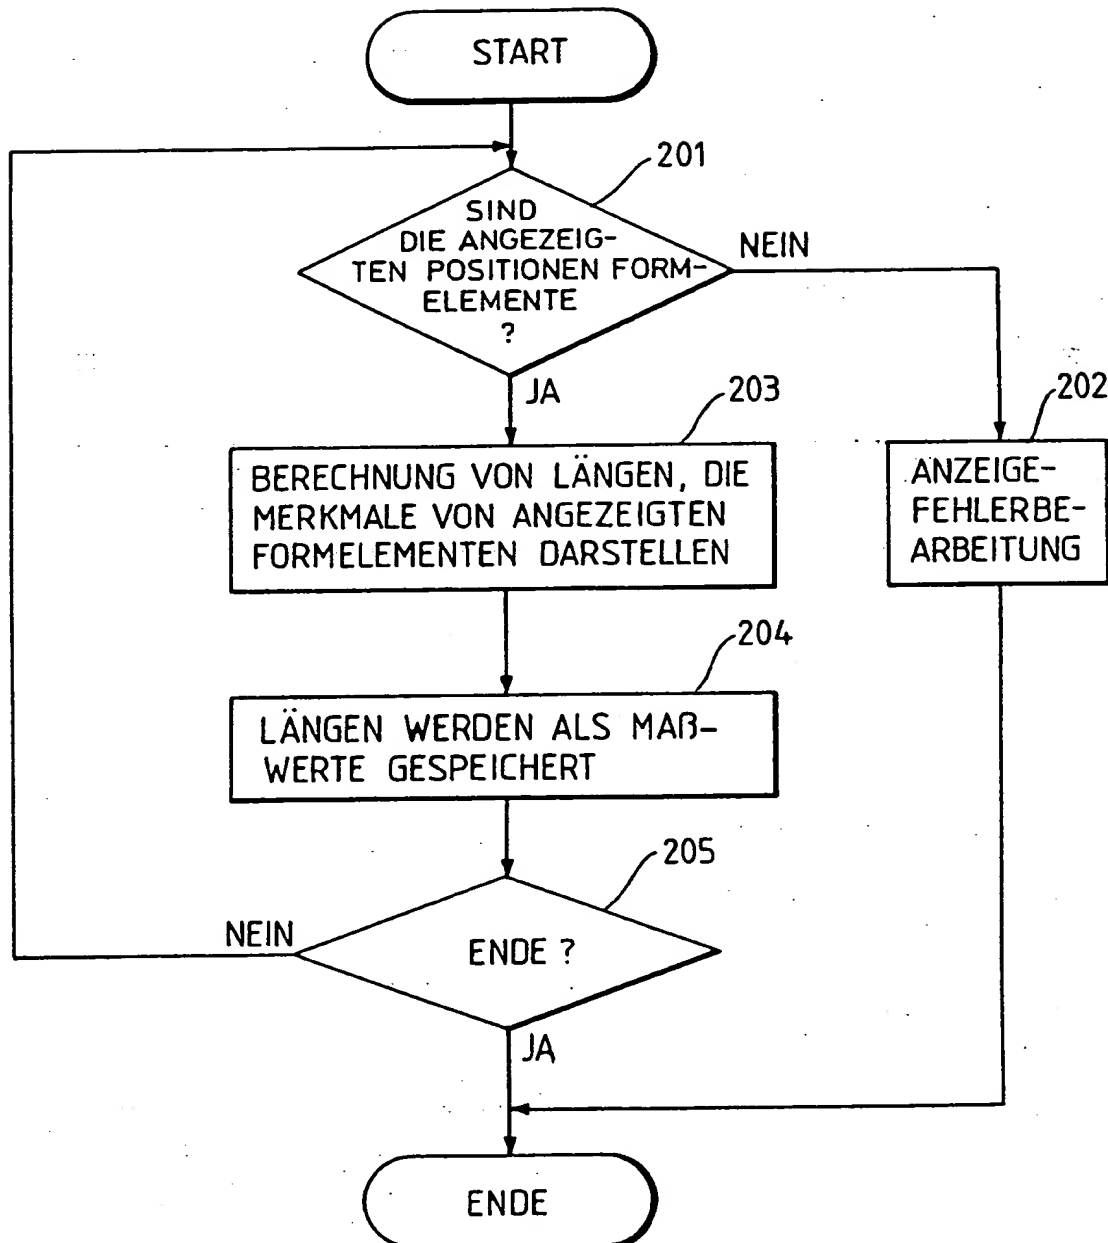 START
201
SIND
DIE ANGEZEIG-
TEN POSITIONEN FORM-
ELEMENTE
?
NEIN
JA
203
202
BERECHNUNG VON LÄNGEN, DIE
MERKMALE VON ANGEZEIGTEN
FORMELEMENTEN DARSTELLEN
ANZEIGE-
FEHLERBE-
ARBEITUNG
204
LÄNGEN WERDEN ALS MAß-
WERTE GESPEICHERT
205
NEIN
ENDE ?
JA
ENDE